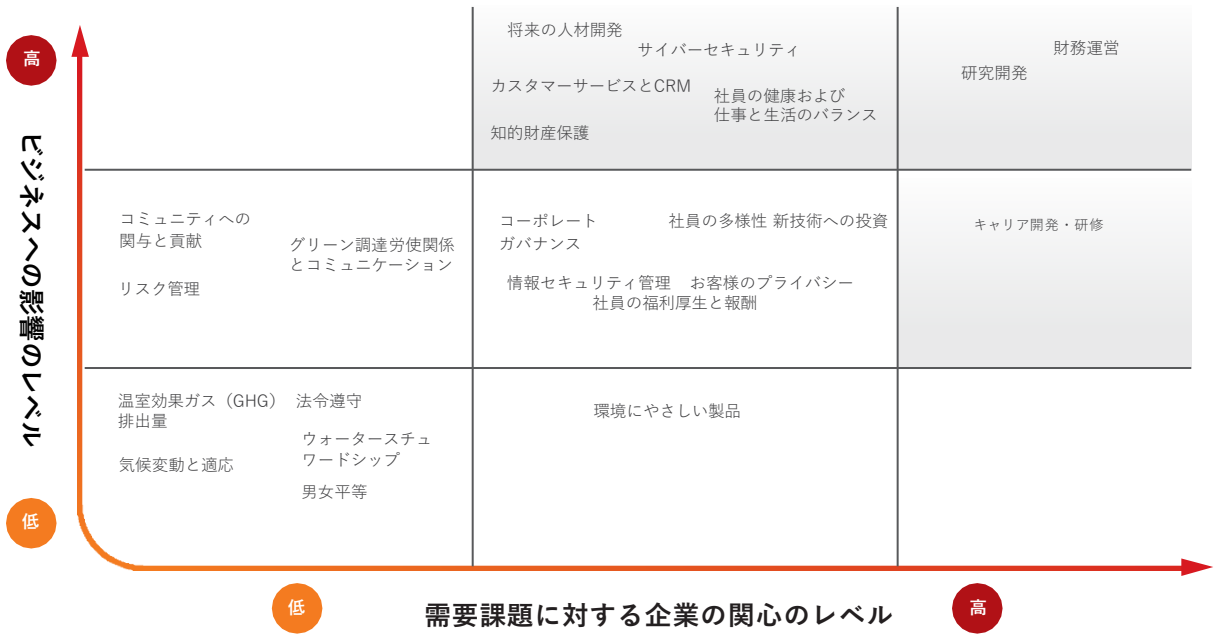 高
ビジネスへの影響のレベル
低
将来の人材開発
サイバーセキュリティ
カスタマーサービスとCRM
社員の健康および
仕事と生活のバランス
知的財産保護
財務運営
研究開発
コミュニティへの
関与と貢献
グリーン調達労使関係
とコミュニケーション
リスク管理
コーポレート
ガバナンス
社員の多様性 新技術への投資
情報セキュリティ管理 お客様のプライバシー
社員の福利厚生と報酬
キャリア開発・研修
温室効果ガス（GHG）
排出量
法令遵守
ウォータースチュ
ワードシップ
気候変動と適応
男女平等
環境にやさしい製品
低
需要課題に対する企業の関心のレベル
高